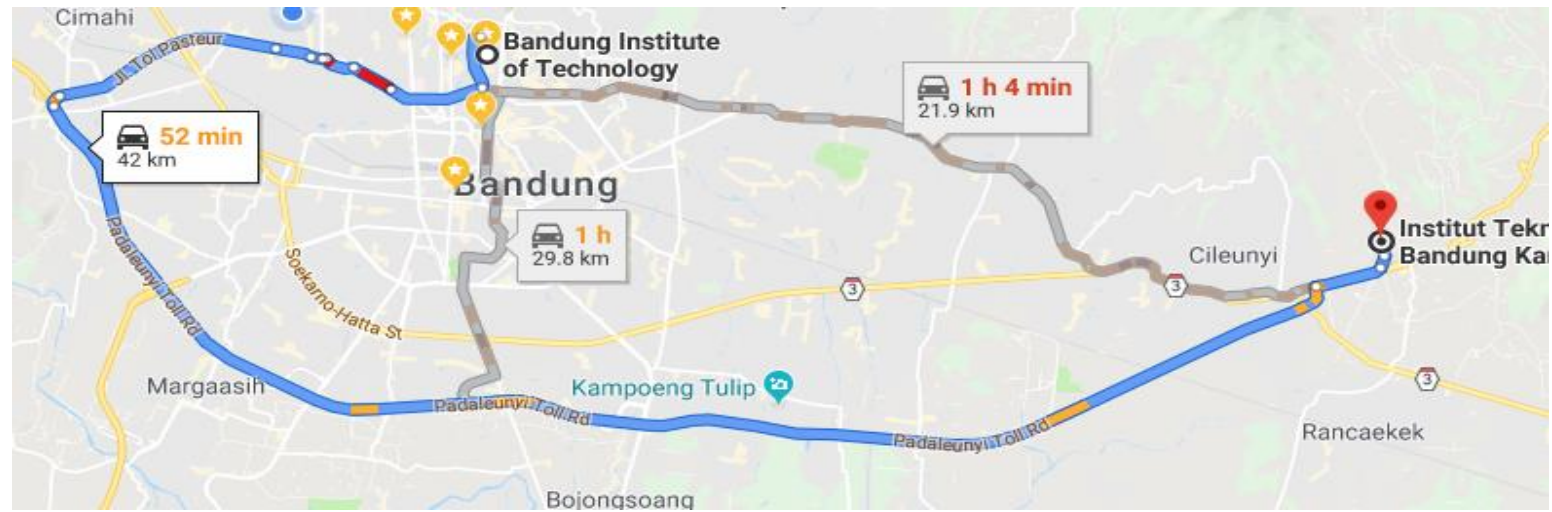 Cimahi
Jl. Tol Pasteur
Bandung Institute
of Technology
1 h 4 min
21.9 km
52 min
42 km
Bandung
1 h
29.8 km
Institut Tekn
Bandung Ka
Cileunyi
3
3
3
Padaleunyi Toll Rd
Soekarno-Hatta St
Margaasih
Kampoeng Tulip
Padaleunyi Toll Rd
Padaleunyi Toll Rd
Rancaekek
Bojongsoang